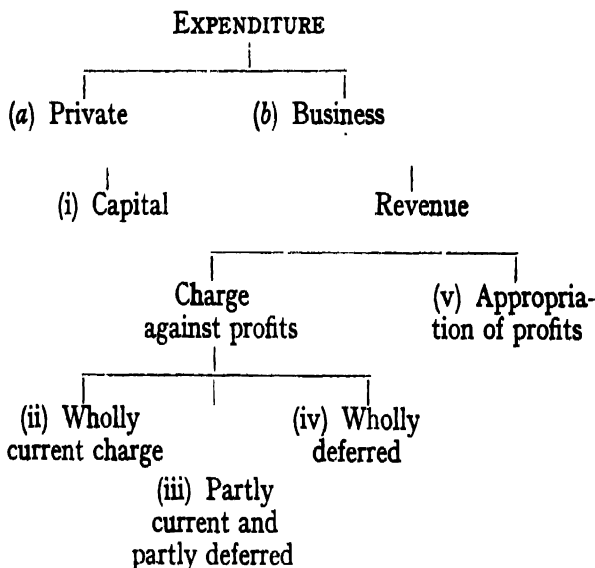 EXPENDITURE
(a) Private (b) Business
(i) Capital Revenue
Charge
against profits
(v) Appropria-
tion of profits
(ii) Wholly
current charge
(iv) Wholly
deferred
(iii) Partly
current and
partly deferred